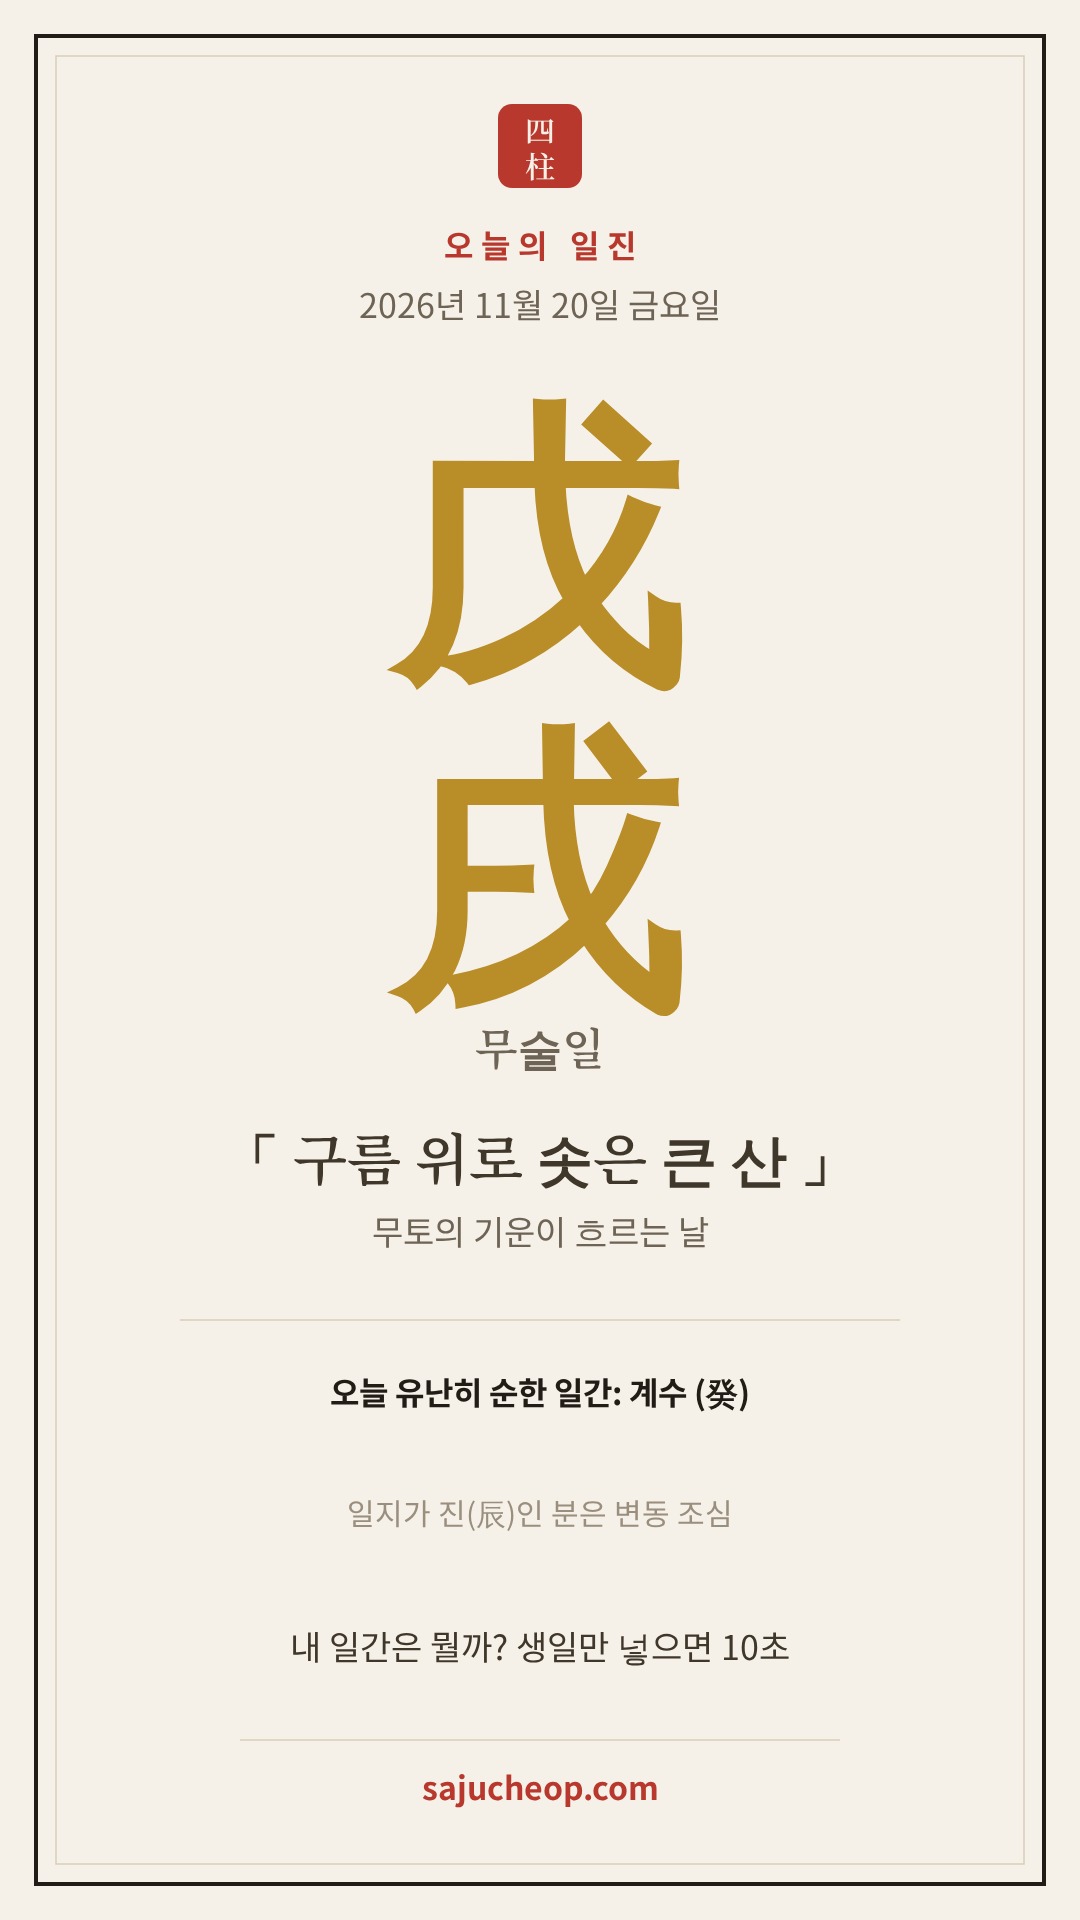 四
柱
오늘의 일진
2026년 11월 20일 금요일
戊
戌
무술일
「 구름 위로 솟은 큰 산 」
무토의 기운이 흐르는 날
오늘 유난히 순한 일간: 계수 (癸)
일지가 진(辰)인 분은 변동 조심
내 일간은 뭘까? 생일만 넣으면 10초
sajucheop.com